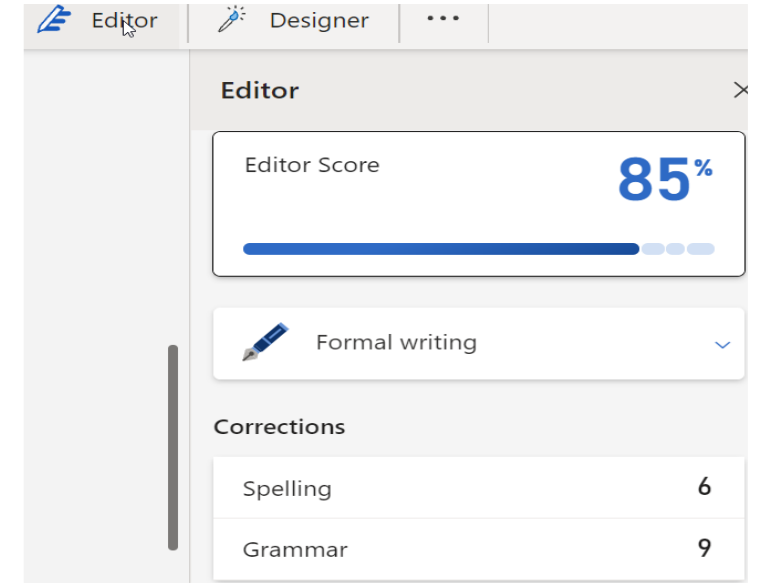 Editor Designer ...
Editor
Editor Score 85%
Formal writing
Corrections
Spelling 6
Grammar 9